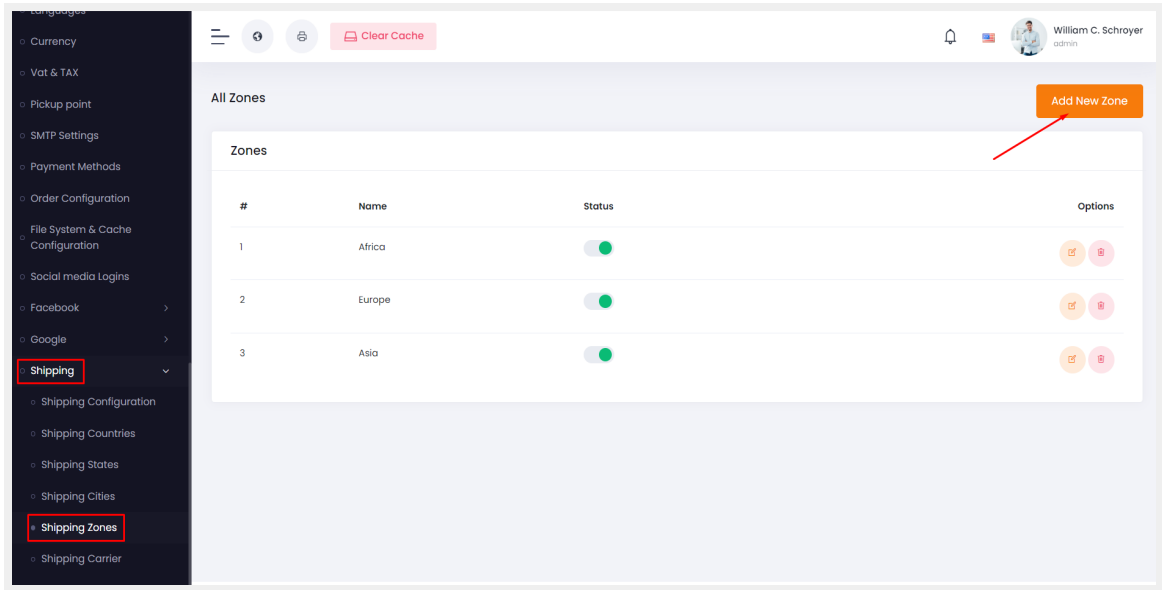 Languages
Currency
Vat & TAX
Pickup point
SMTP Settings
Payment Methods
Order Configuration
File System & Cache
Configuration
Social media Logins
Facebook
Google
Shipping
Shipping Configuration
Shipping Countries
Shipping States
Shipping Cities
Shipping Zones
Shipping Carrier
Clear Cache
William C. Schroyer
admin
All Zones
Add New Zone
Zones
# Name Status Options
1 Africa
2 Europe
3 Asia